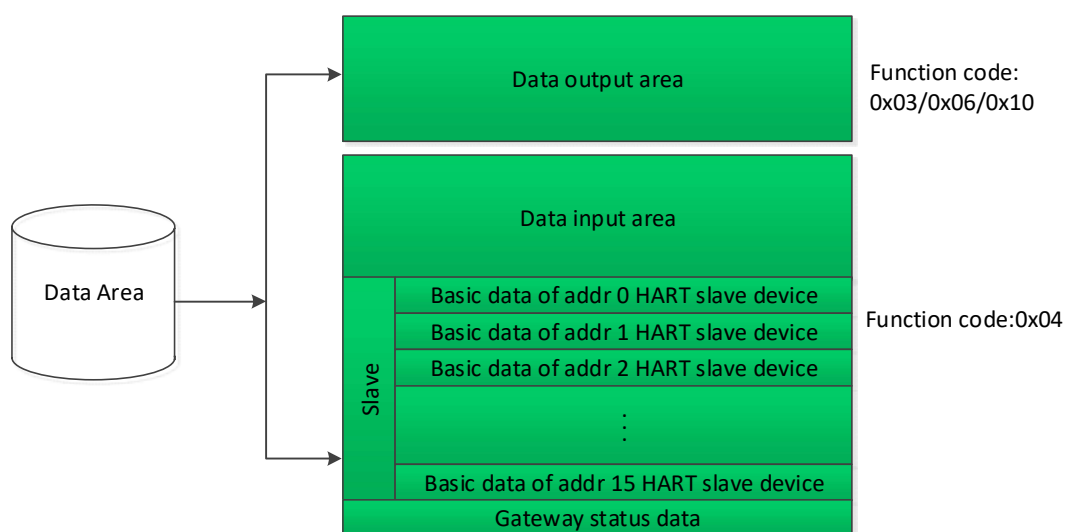 Data output area
Function code:
0x03/0x06/0x10
Data input area
Data Area
Slave
Basic data of addr 0 HART slave device
Basic data of addr 1 HART slave device
Basic data of addr 2 HART slave device
⋮
Basic data of addr 15 HART slave device
Gateway status data
Function code:0x04